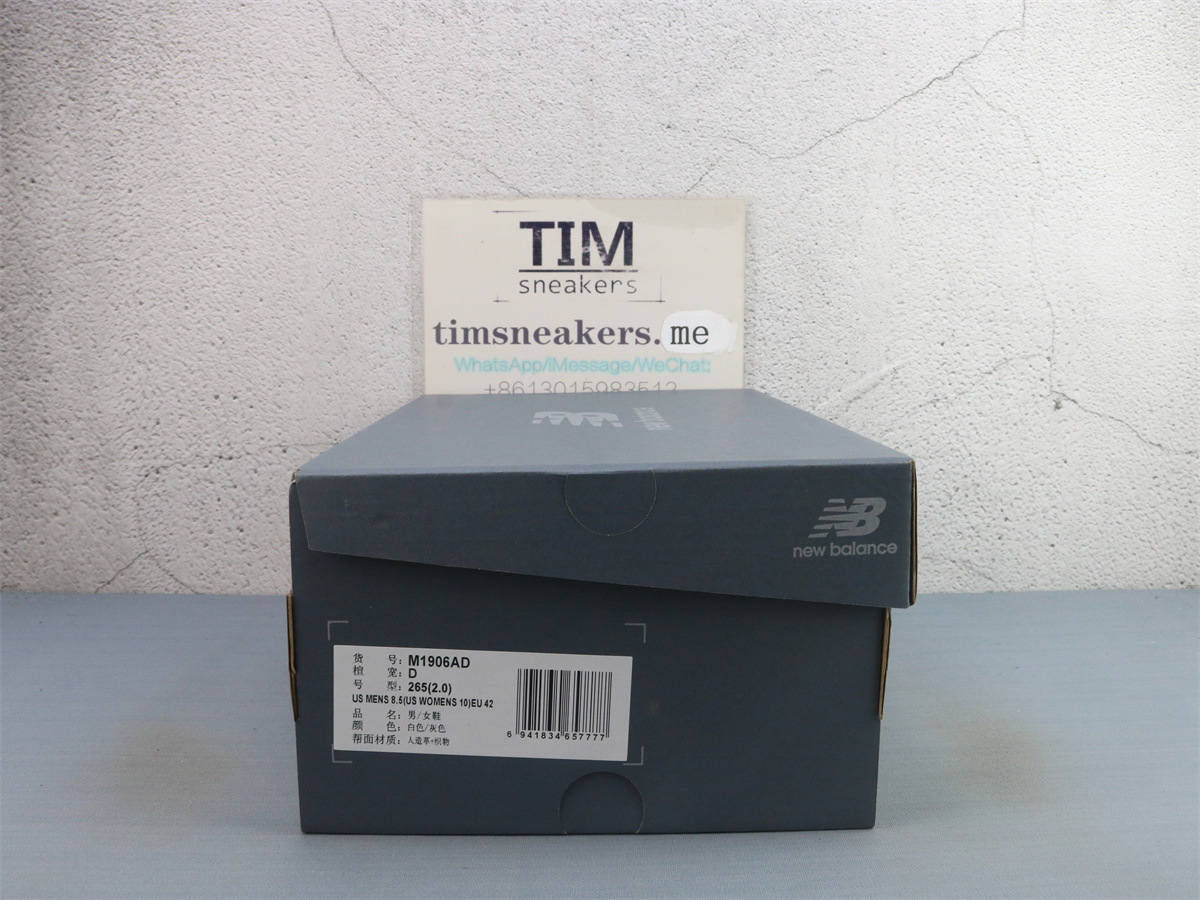 TIM
sneakers
timsneakers.me
WhatsApp/iMessage/WeChat:
+8613015983512
new balance
货 号: M1906AD
楦 宽: D
号 型: 265(2.0)
US MENS 8.5(US WOMENS 10)EU 42
品 名: 男/女鞋
颜 色: 白色/灰色
帮面材质: 人造革+织物
6 941834 657777